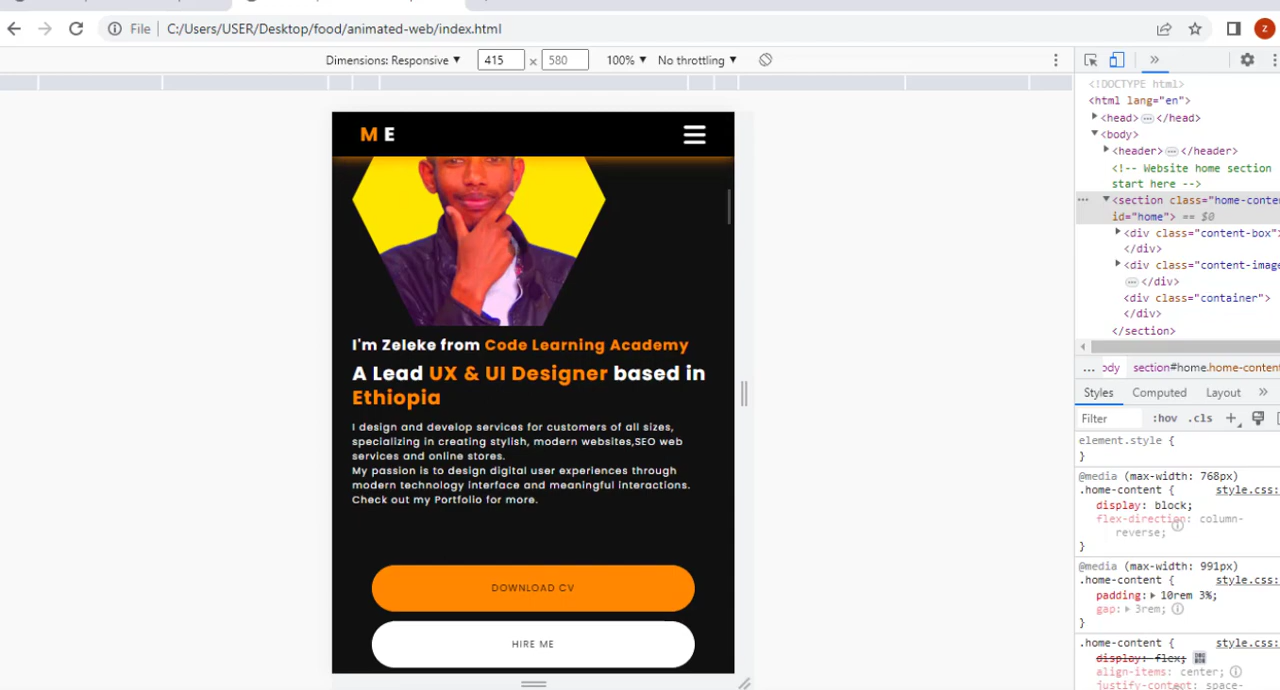 File C:/Users/USER/Desktop/food/animated-web/index.html
Z
Dimensions: Responsive ▼ 415 × 580 100% ▼ No throttling ▼
»
<!DOCTYPE html>
<html lang="en">
<head> </head>
<body>
<header> </header>
<!-- Website home section
start here -->
<section class="home-conte
id="home"> == $0
<div class="content-box">
</div>
<div class="content-image
</div>
<div class="container">
</div>
</section>
M E
I'm Zeleke from Code Learning Academy
A Lead UX & UI Designer based in
Ethiopia
I design and develop services for customers of all sizes,
specializing in creating stylish, modern websites,SEO web
services and online stores.
My passion is to design digital user experiences through
modern technology interface and meaningful interactions.
Check out my Portfolio for more.
DOWNLOAD CV
HIRE ME
... ody section#home.home-content
Styles Computed Layout »
Filter :hov .cls +
element.style {
}
@media (max-width: 768px)
.home-content { style.css:
display: block;
flex-direction: column-
reverse;
}
@media (max-width: 991px)
.home-content { style.css:
padding: 10rem 3%;
gap: 3rem;
}
.home-content { style.css:
display: flex;
align-items: center;
justify-content: space-